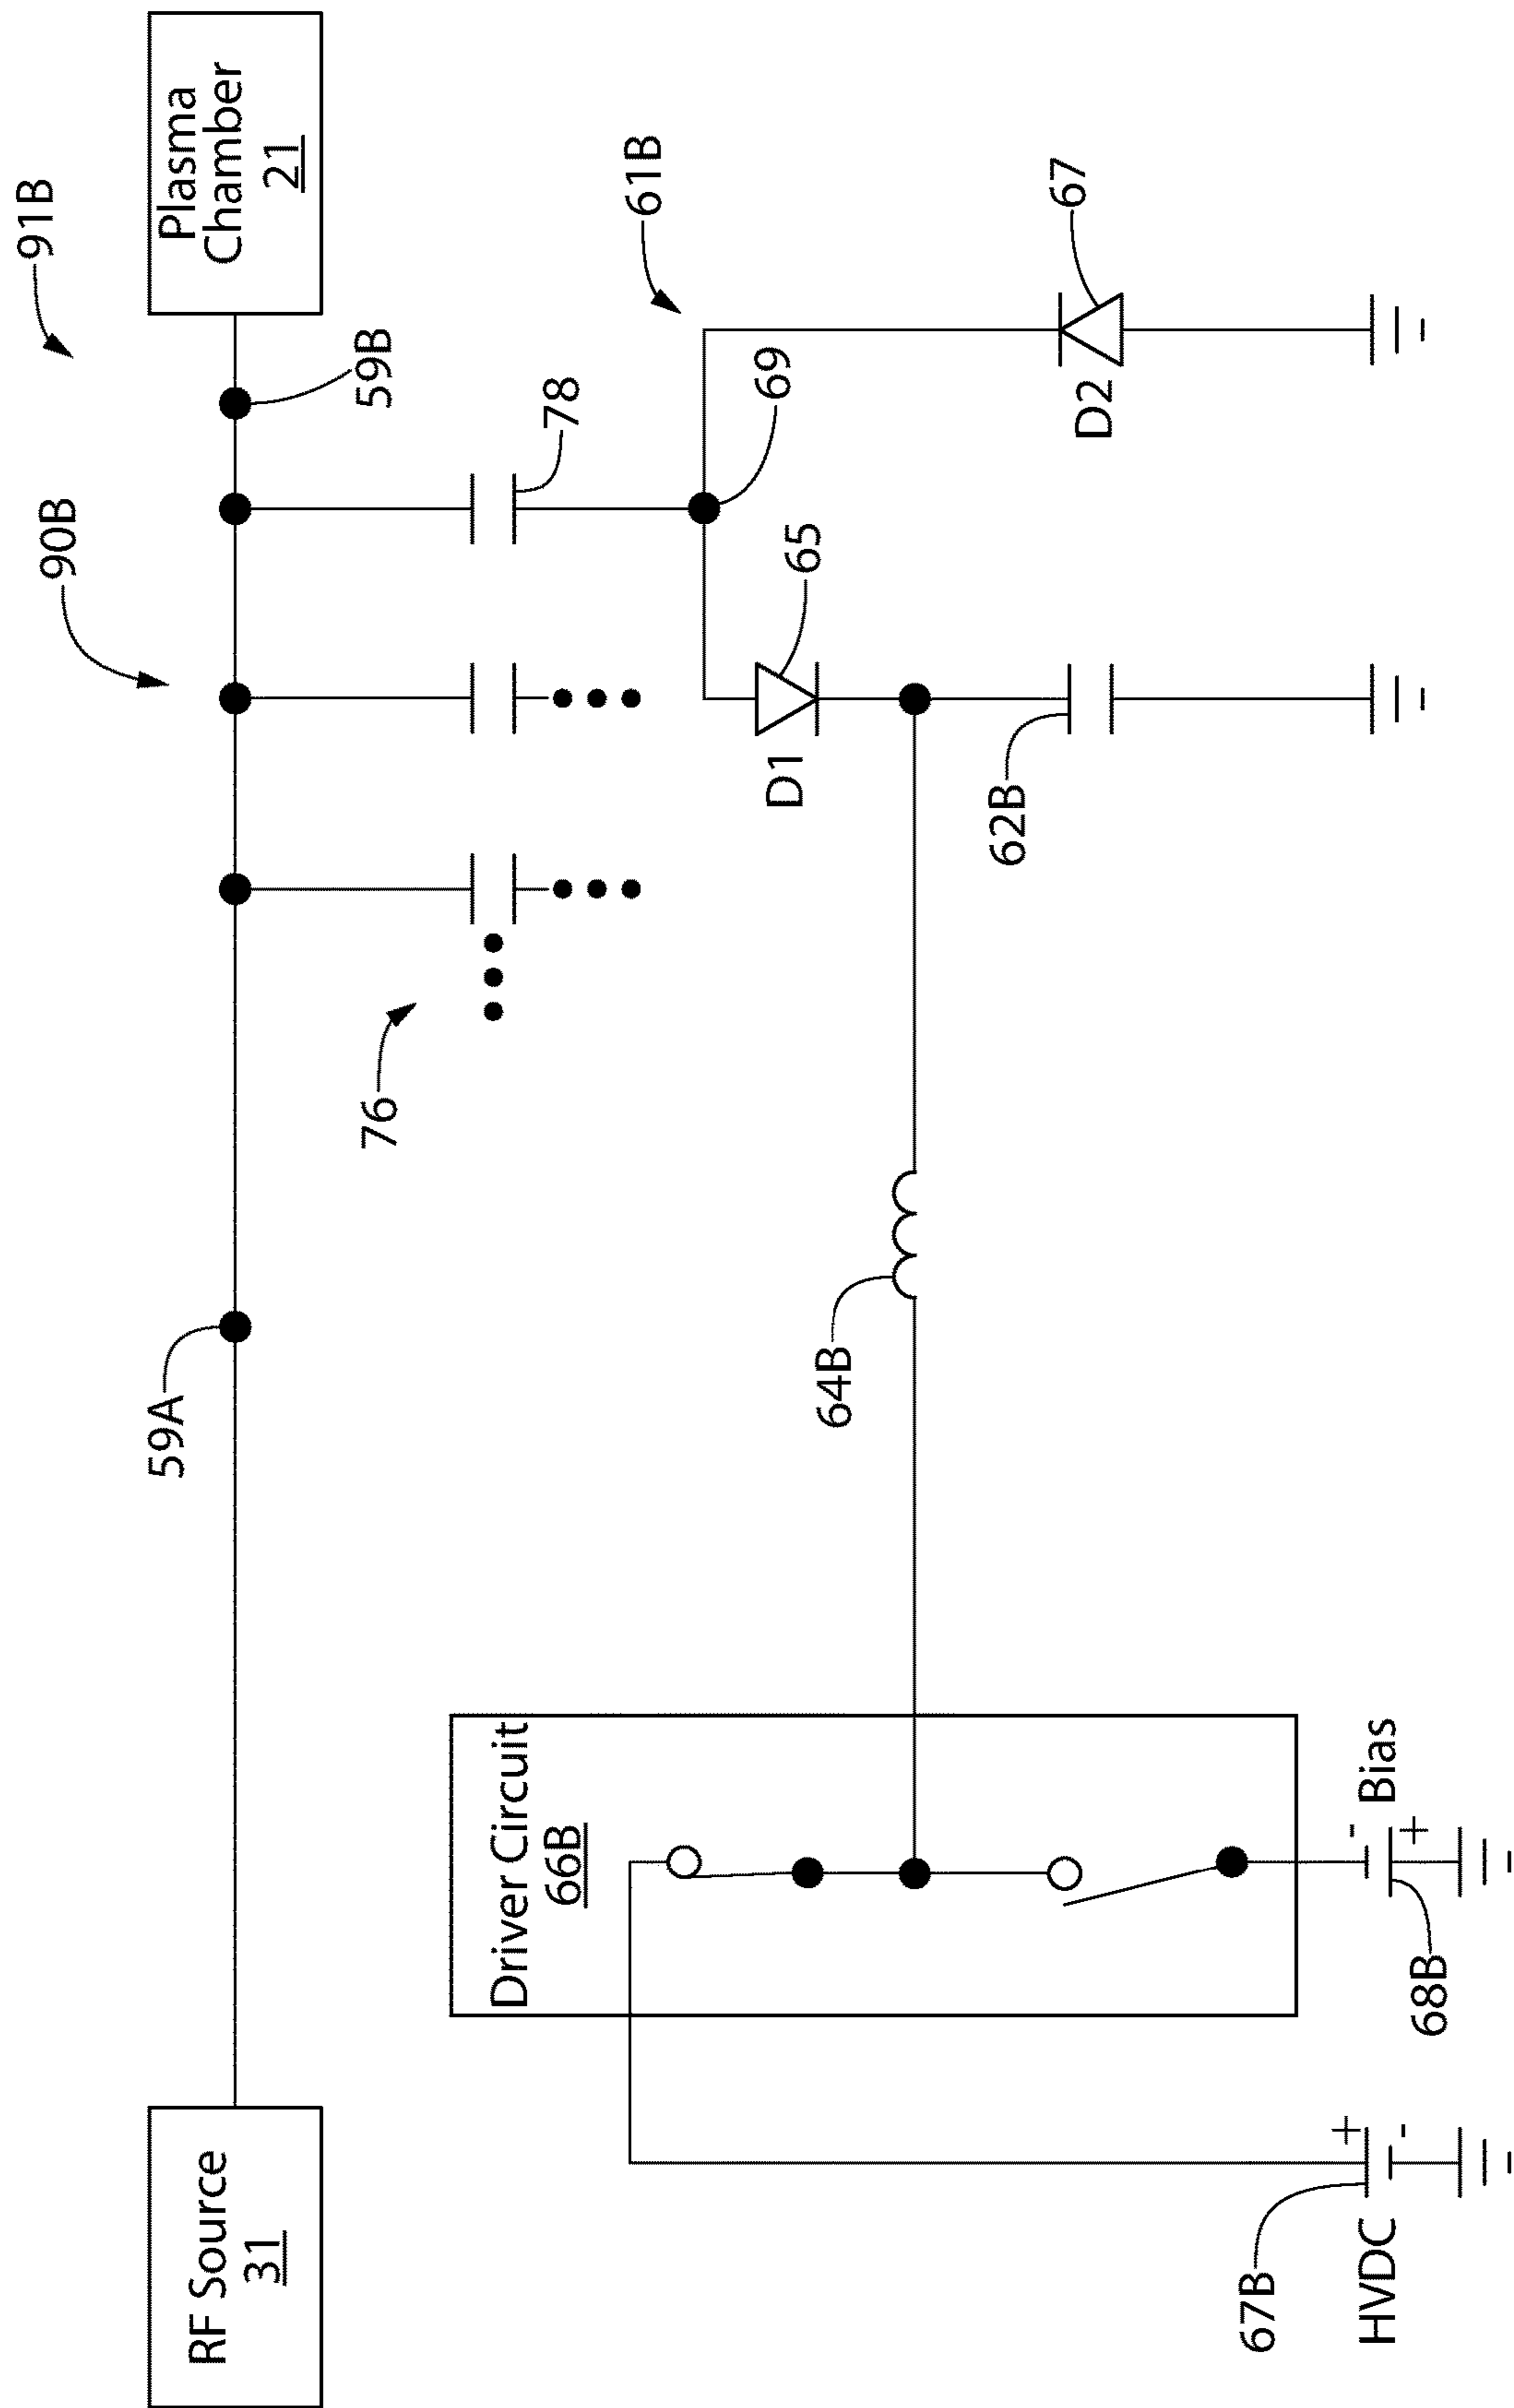 91B
90B
59A
RF Source
31
Plasma
Chamber
21
59B
76
78
61B
69
65
D1
67
D2
64B
62B
Driver Circuit
66B
+
-
67B
HVDC
-
+
Bias
68B